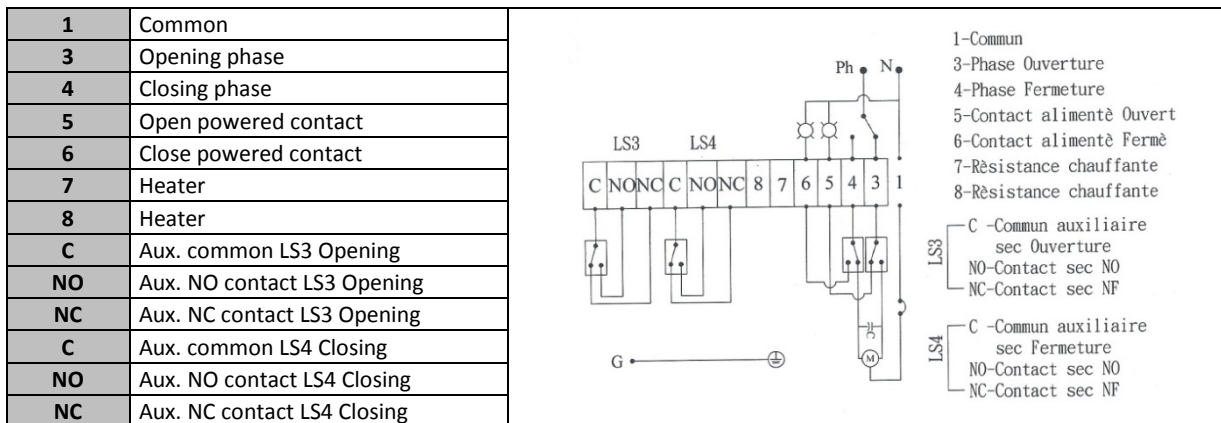 1 Common
3 Opening phase
4 Closing phase
5 Open powered contact
6 Close powered contact
7 Heater
8 Heater
C Aux. common LS3 Opening
NO Aux. NO contact LS3 Opening
NC Aux. NC contact LS3 Opening
C Aux. common LS4 Closing
NO Aux. NO contact LS4 Closing
NC Aux. NC contact LS4 Closing
Ph N
LS3 LS4
C NO NC C NO NC 8 7 6 5 4 3 1
M
G
1-Commun
3-Phase Ouverture
4-Phase Fermeture
5-Contact alimentè Ouvert
6-Contact alimentè Fermè
7-Rèsistance chauffante
8-Rèsistance chauffante
LS3
C -Commun auxiliaire
sec Ouverture
NO-Contact sec NO
NC-Contact sec NF
LS4
C -Commun auxiliaire
sec Fermeture
NO-Contact sec NO
NC-Contact sec NF